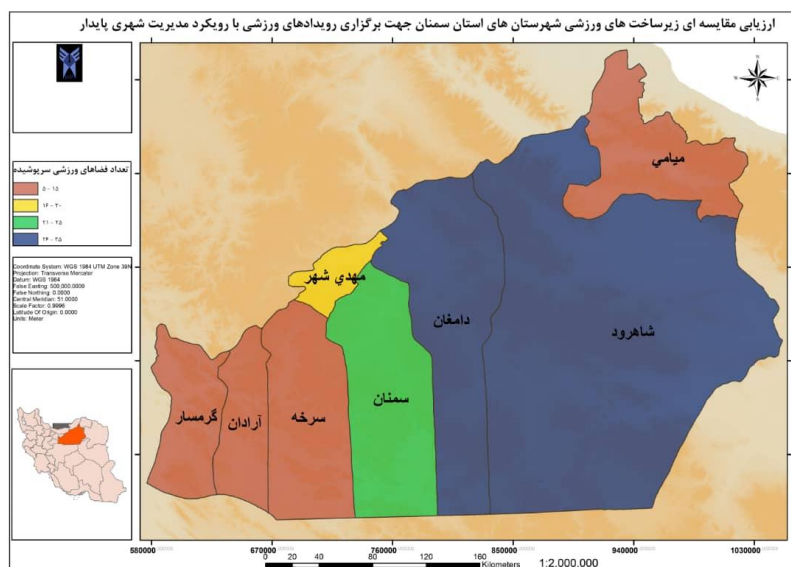 ارزیابی مقایسه ای زیرساخت های ورزشی شهرستان های استان سمنان جهت برگزاری رویدادهای ورزشی با رویکرد مدیریت شهری پایدار
N
W E
S
تعداد فضاهای ورزشی سرپوشیده
۵ - ۱۵
۱۶ - ۲۰
۲۱ - ۲۵
۲۶ - ۳۵
Coordinate System: WGS 1984 UTM Zone 39N
Projection: Transverse Mercator
Datum: WGS 1984
False Easting: 500,000.0000
False Northing: 0.0000
Central Meridian: 51.0000
Scale Factor: 0.9996
Latitude Of Origin: 0.0000
Units: Meter
ميامي
مهدي شهر
دامغان
شاهرود
سمنان
سرخه
آرادان
گرمسار
580000 670000 760000 850000 940000 1030000
0 20 40 80 120 160
Kilometers
1:2,000,000